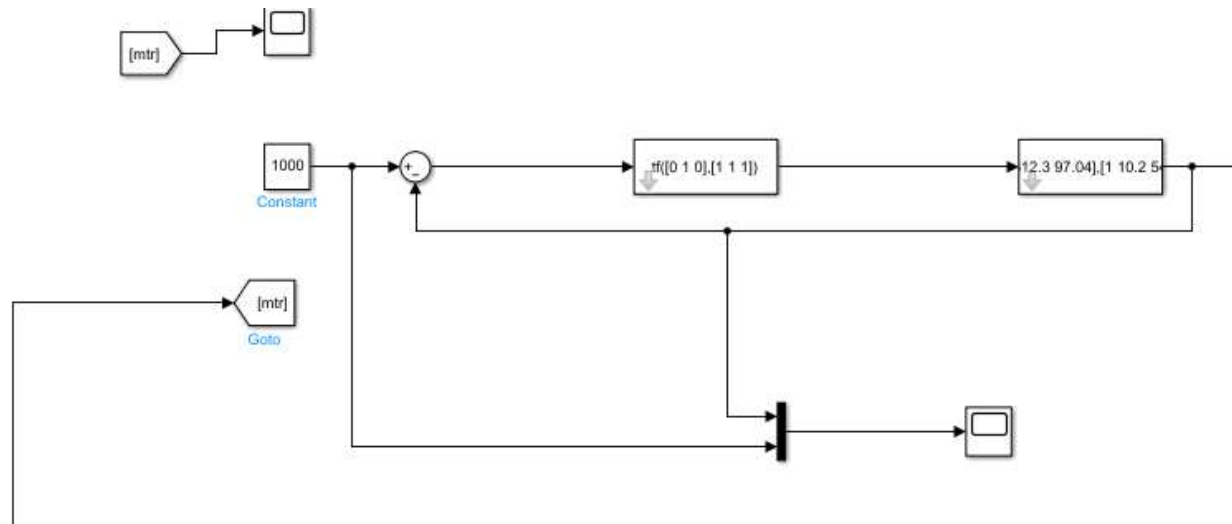 [mtr]
1000
+
−
tf([0 1 0],[1 1 1])
12.3 97.04],[1 10.2 5
Constant
[mtr]
Goto